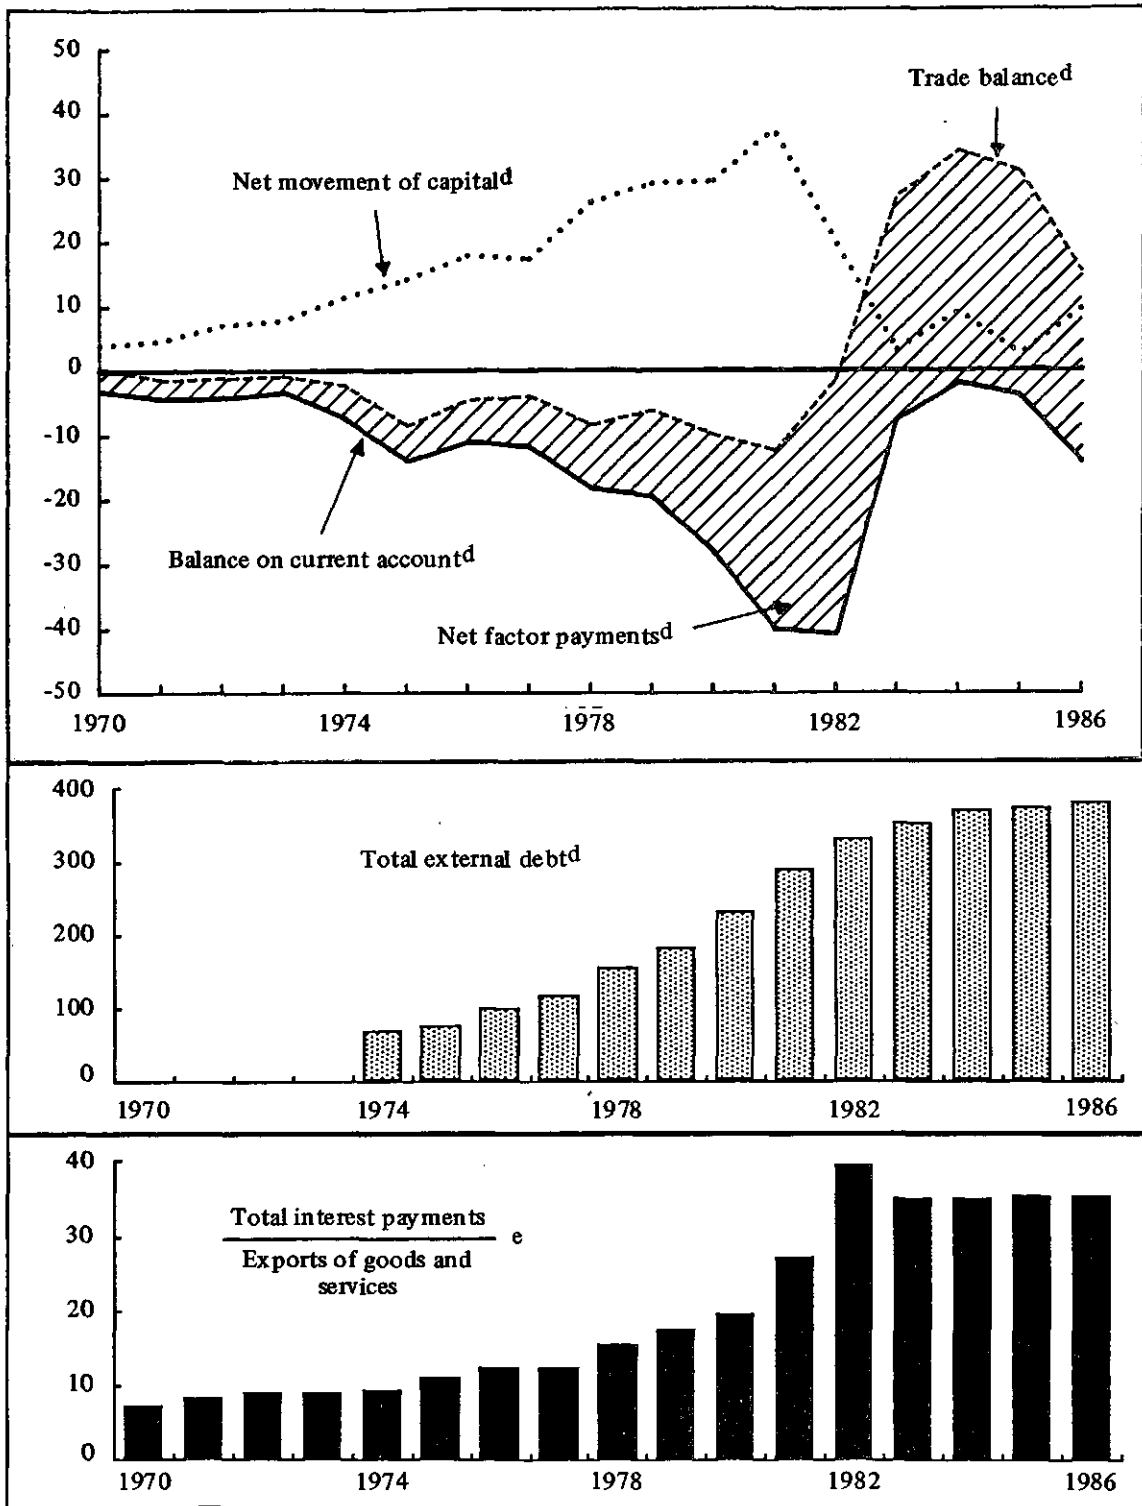 50
40
30
20
10
0
-10
-20
-30
-40
-50
Trade balanced
Net movement of capitald
Balance on current accountd
Net factor paymentsd
1970 1974 1978 1982 1986
400
300
200
100
0
Total external debtd
1970 1974 1978 1982 1986
40
30
20
10
0
Total interest payments
e
Exports of goods and
services
1970 1974 1978 1982 1986